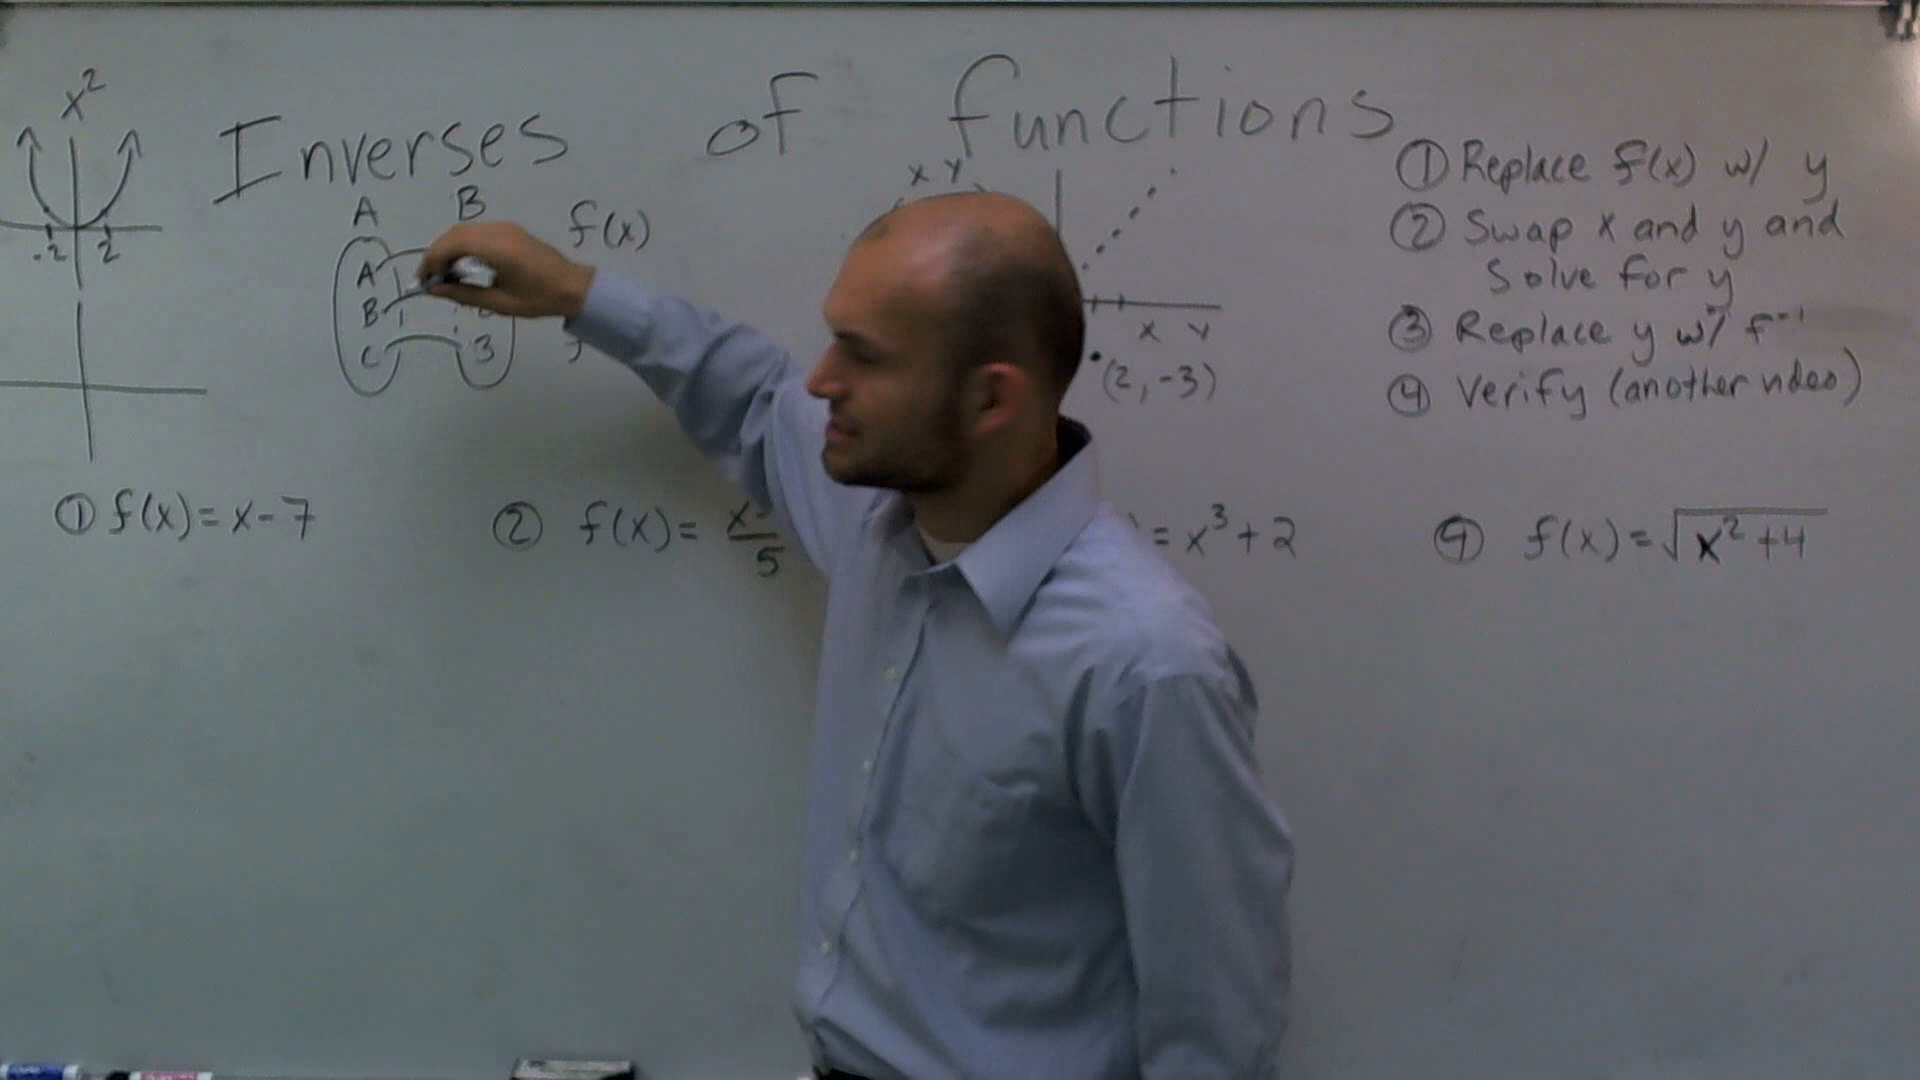 x²
Inverses of functions
-2 2
A B
A
B
C 3
f(x)
X Y
X Y
(2, -3)
① Replace f(x) w/ y
② Swap x and y and
solve for y
③ Replace y w/ f⁻¹
④ Verify (another video)
① f(x) = x - 7
② f(x) = x
5
) = x³ + 2
④ f(x) = √x² + 4